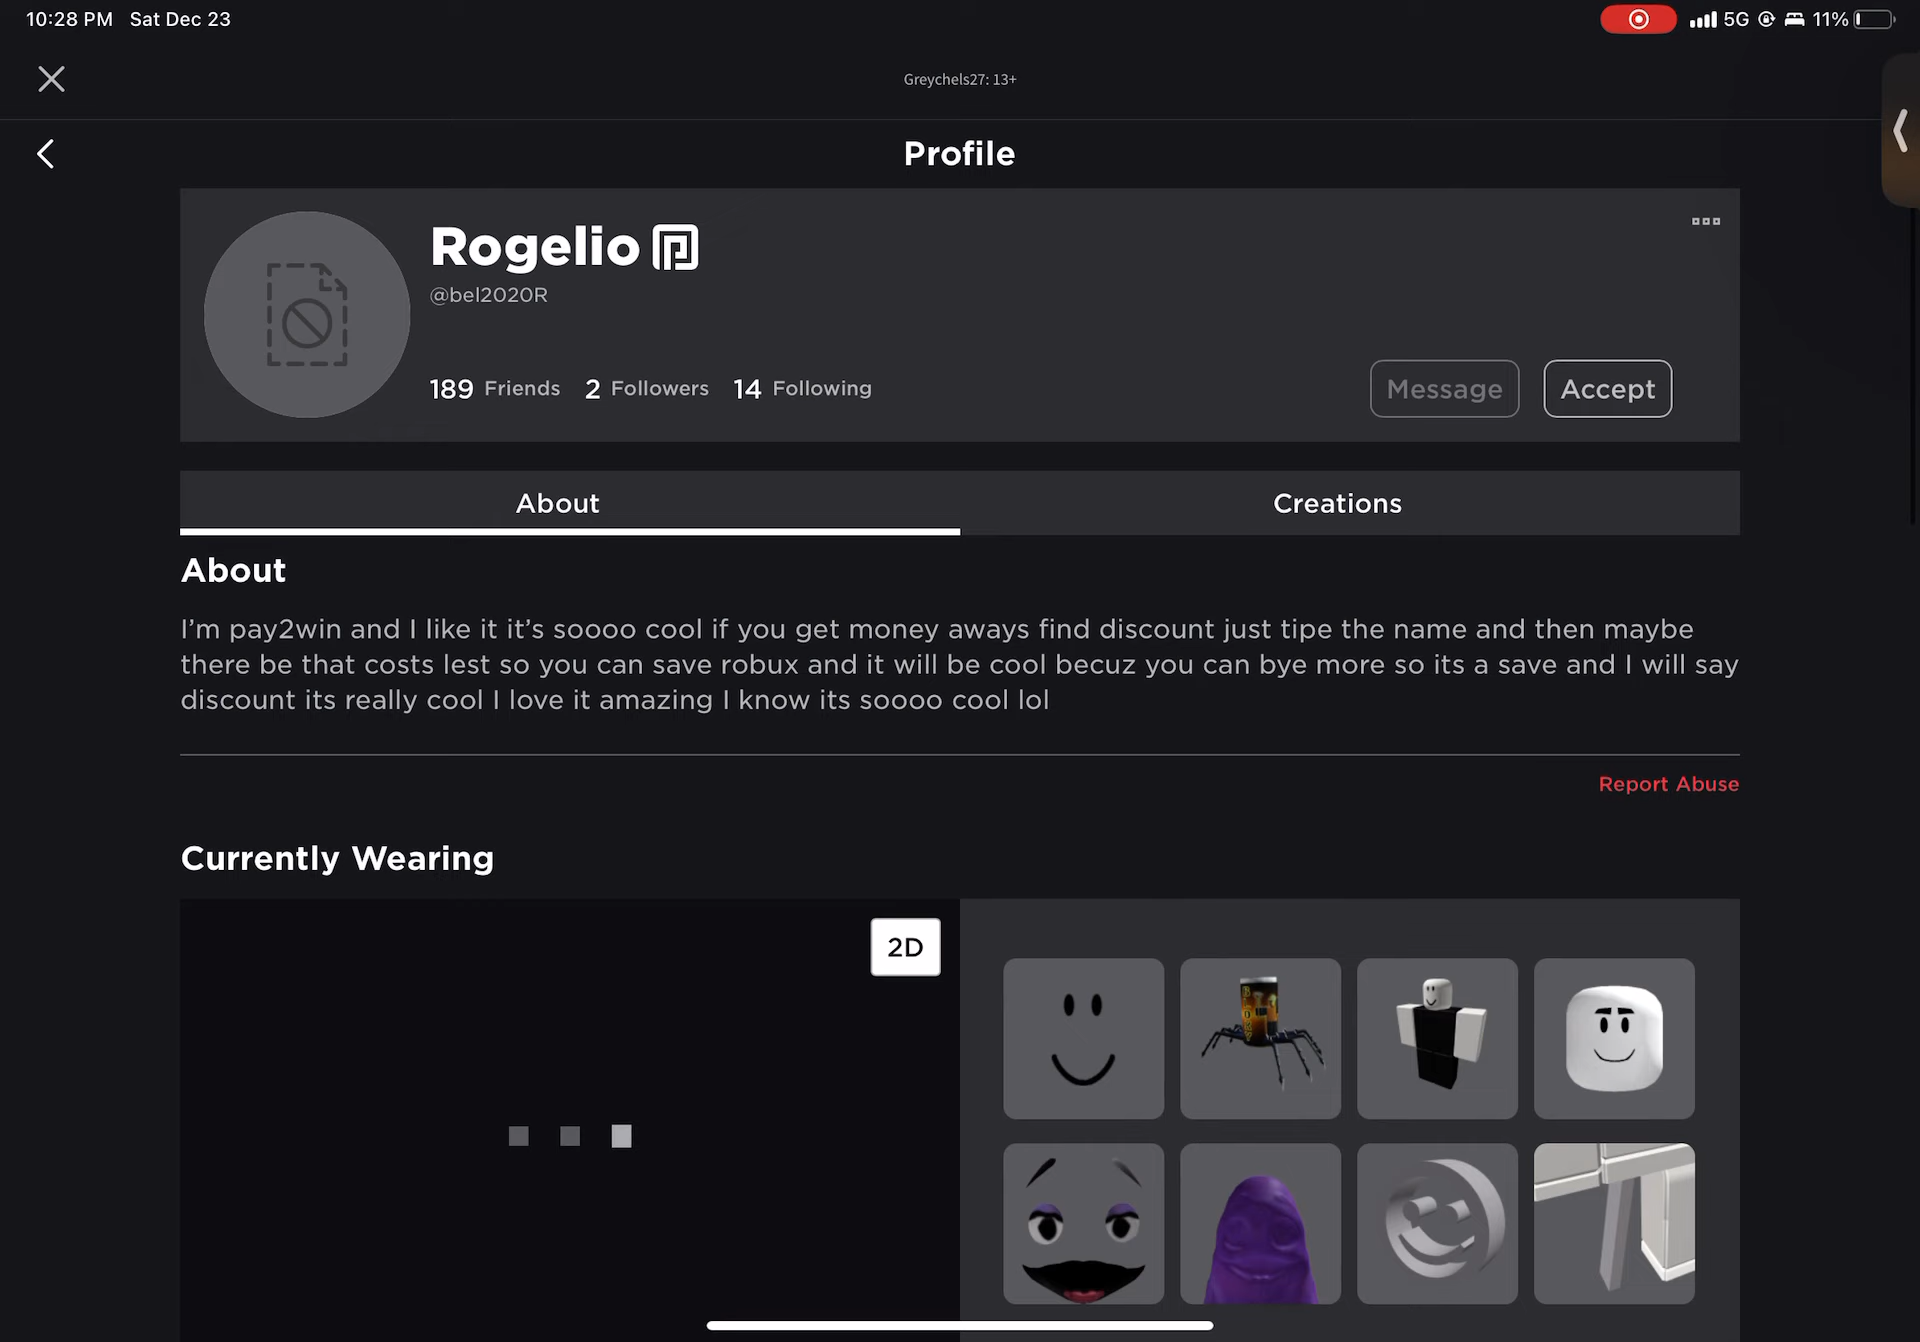 10:28 PM Sat Dec 23
5G 11%
Greychels27: 13+
Profile
Rogelio
@bel2020R
189 Friends 2 Followers 14 Following
Message Accept
About Creations
About
I’m pay2win and I like it it’s soooo cool if you get money aways find discount just tipe the name and then maybe
there be that costs lest so you can save robux and it will be cool becuz you can bye more so its a save and I will say
discount its really cool I love it amazing I know its soooo cool lol
Report Abuse
Currently Wearing
2D